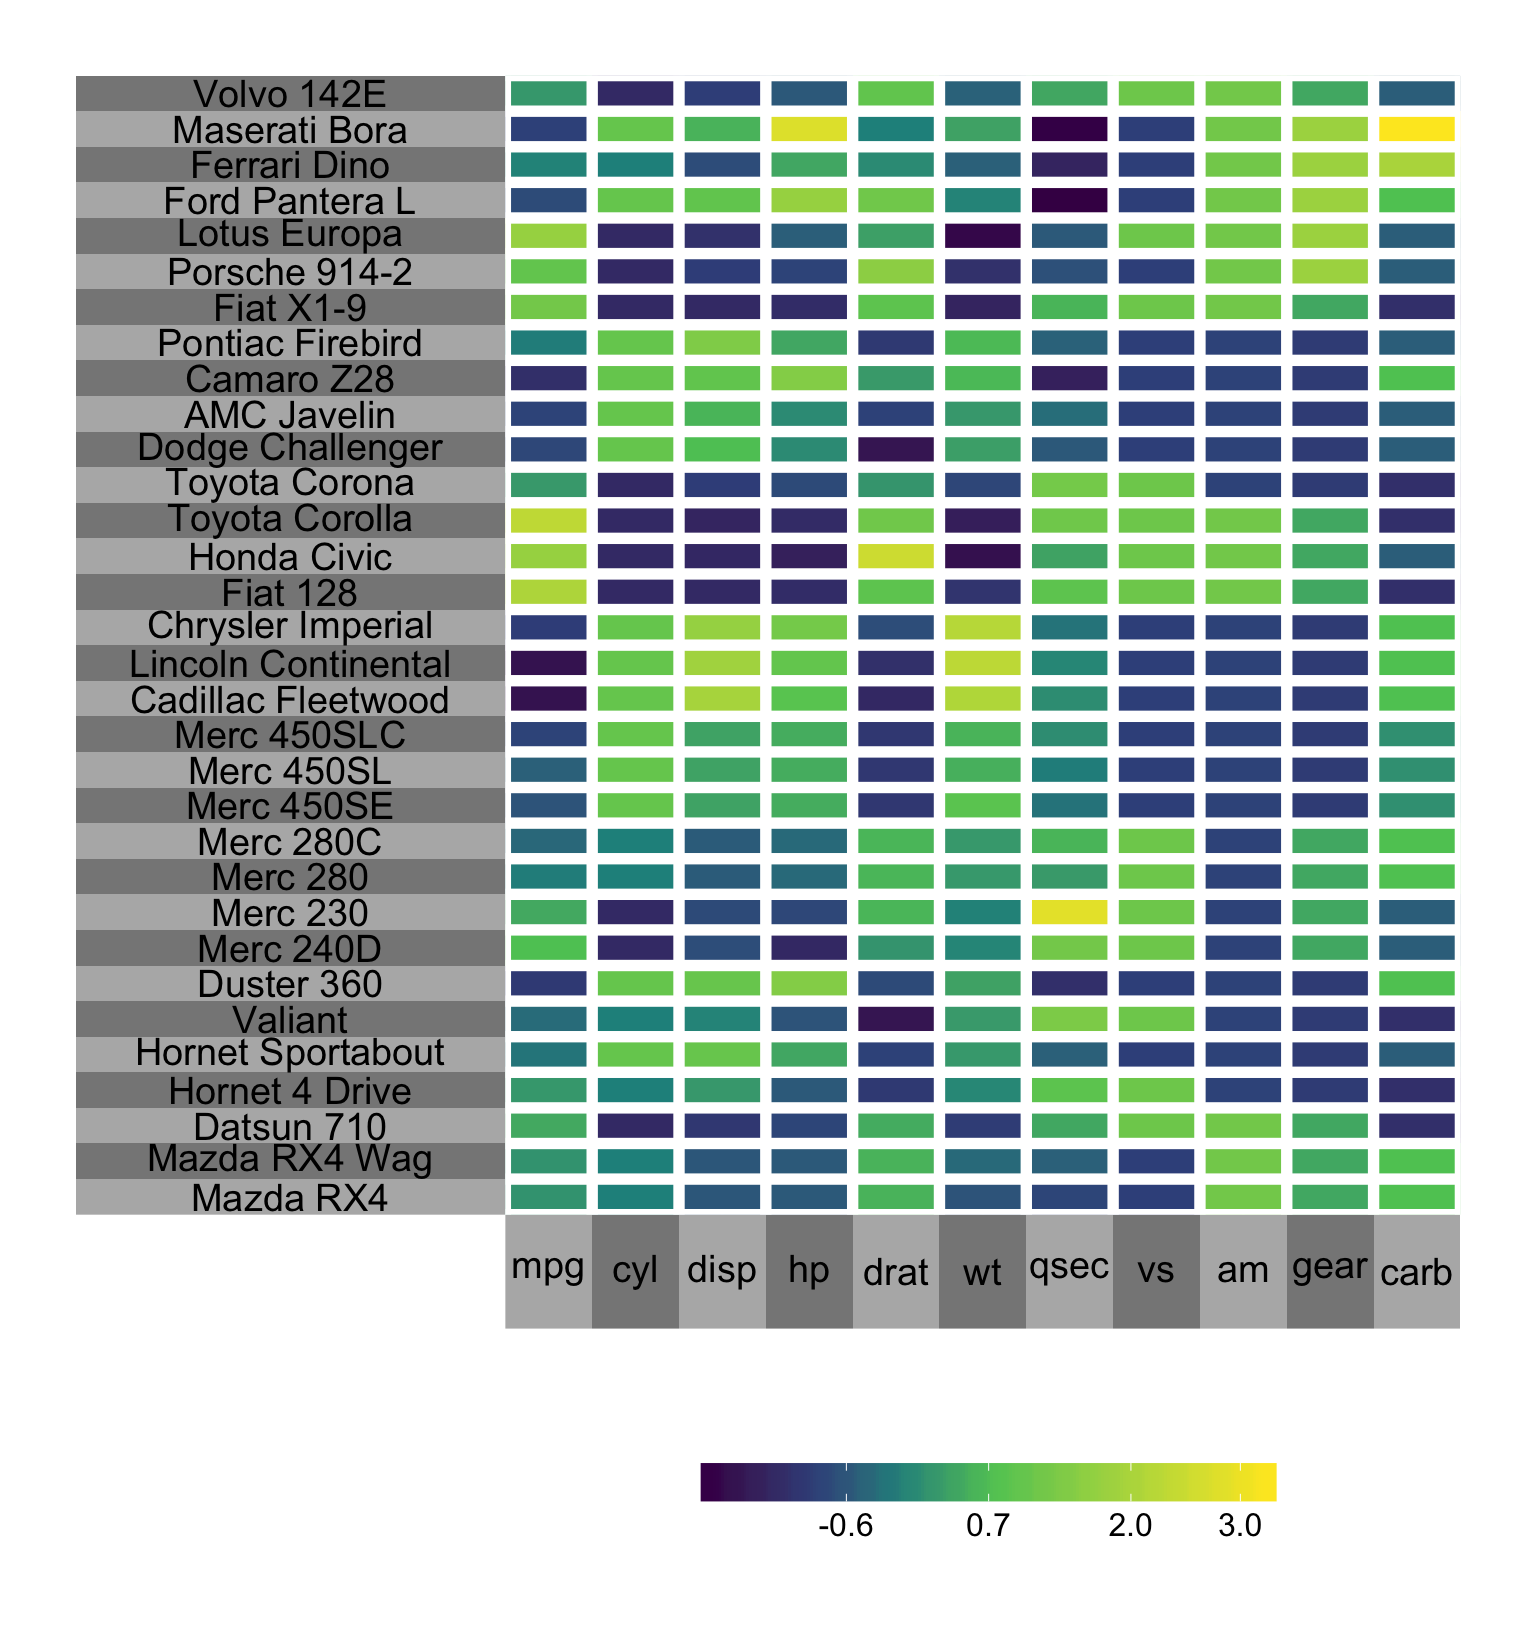 Volvo 142E
Maserati Bora
Ferrari Dino
Ford Pantera L
Lotus Europa
Porsche 914-2
Fiat X1-9
Pontiac Firebird
Camaro Z28
AMC Javelin
Dodge Challenger
Toyota Corona
Toyota Corolla
Honda Civic
Fiat 128
Chrysler Imperial
Lincoln Continental
Cadillac Fleetwood
Merc 450SLC
Merc 450SL
Merc 450SE
Merc 280C
Merc 280
Merc 230
Merc 240D
Duster 360
Valiant
Hornet Sportabout
Hornet 4 Drive
Datsun 710
Mazda RX4 Wag
Mazda RX4
mpg cyl disp hp drat wt qsec vs am gear carb
-0.6 0.7 2.0 3.0